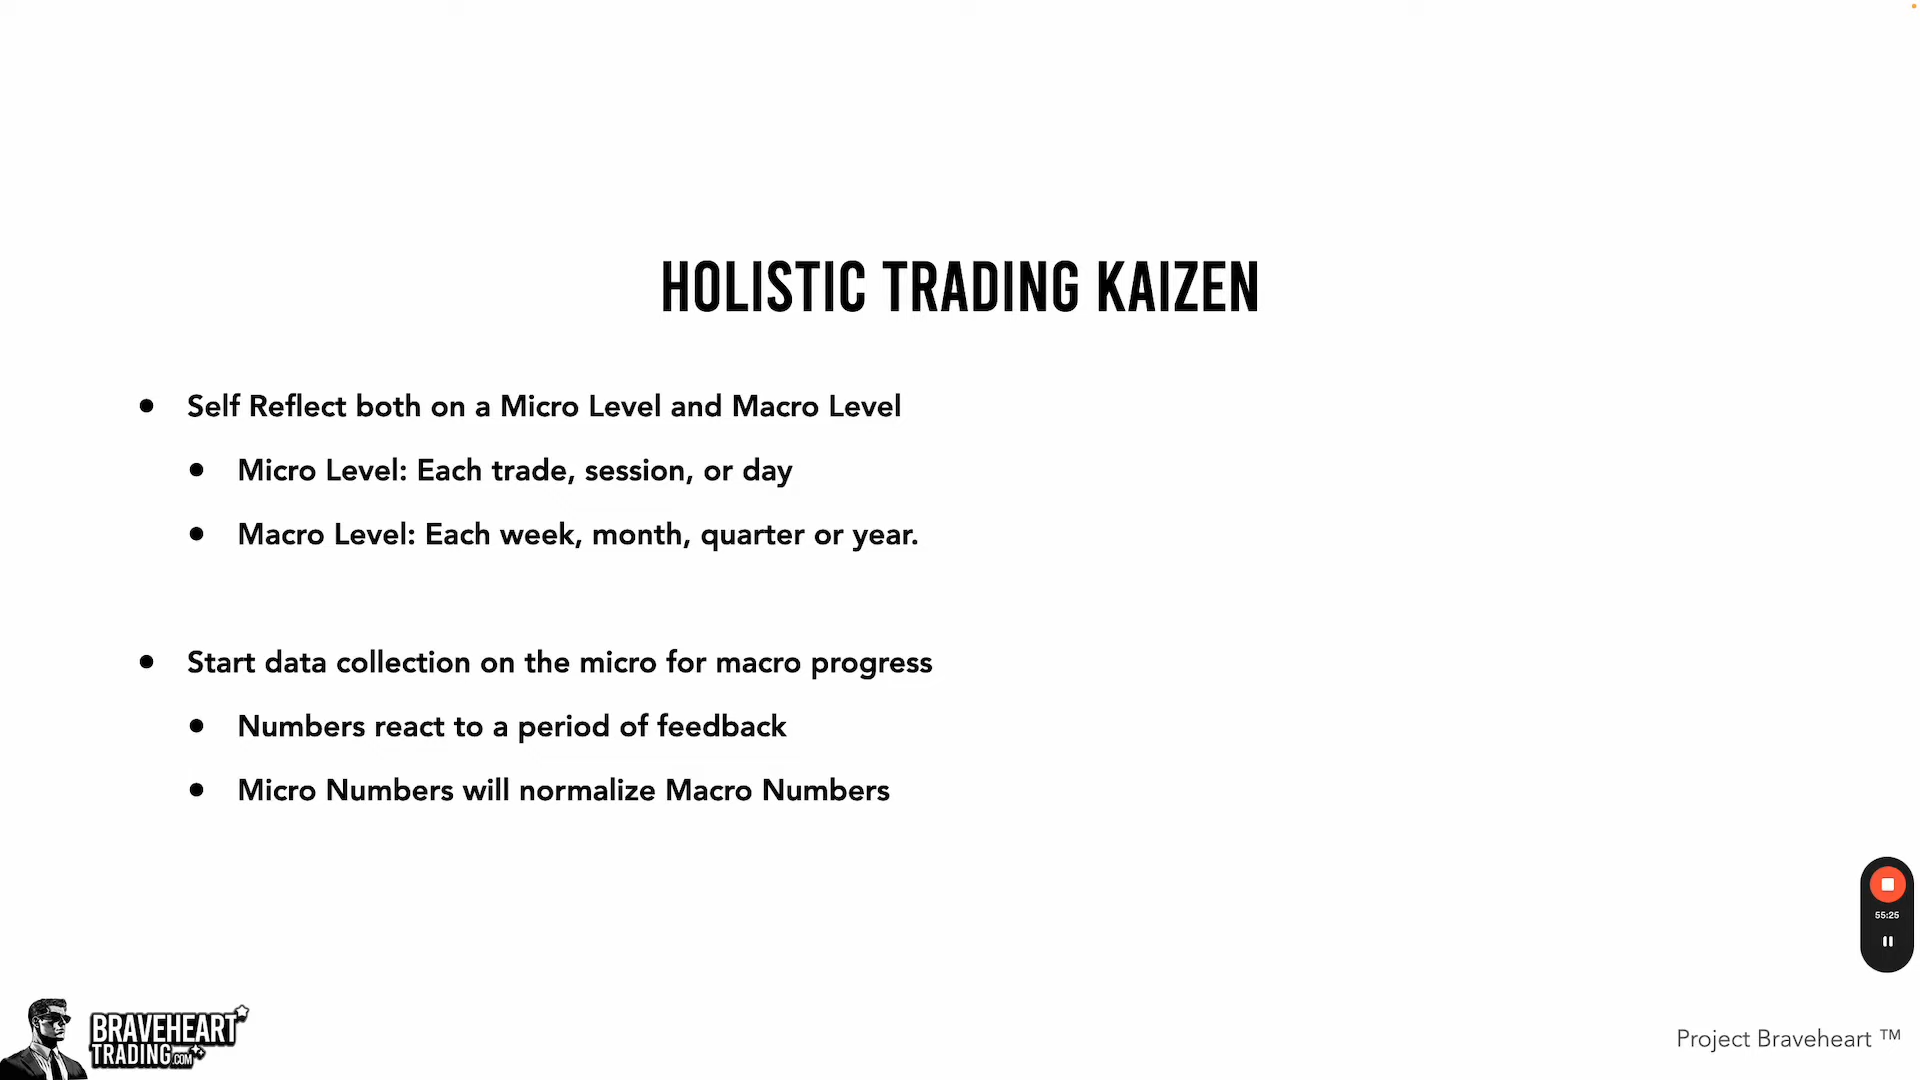 HOLISTIC TRADING KAIZEN
• Self Reflect both on a Micro Level and Macro Level
• Micro Level: Each trade, session, or day
• Macro Level: Each week, month, quarter or year.
• Start data collection on the micro for macro progress
• Numbers react to a period of feedback
• Micro Numbers will normalize Macro Numbers
55:25
BRAVEHEART
TRADING.COM
Project Braveheart ™